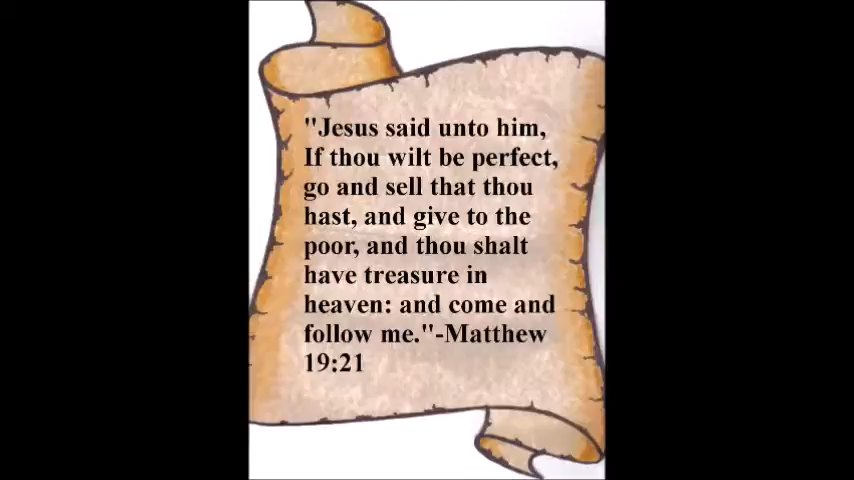 "Jesus said unto him,
If thou wilt be perfect,
go and sell that thou
hast, and give to the
poor, and thou shalt
have treasure in
heaven: and come and
follow me."-Matthew
19:21